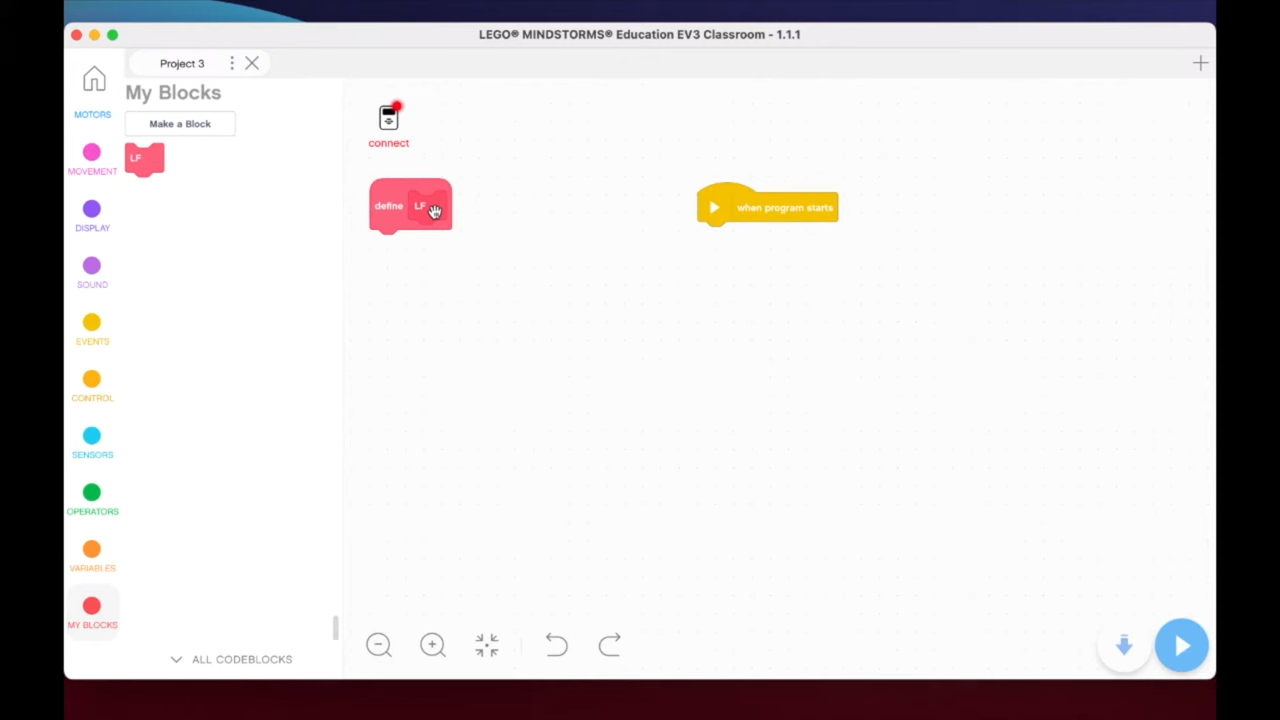 LEGO® MINDSTORMS® Education EV3 Classroom - 1.1.1
Project 3
My Blocks
Make a Block
LF
MOTORS
MOVEMENT
DISPLAY
SOUND
EVENTS
CONTROL
SENSORS
OPERATORS
VARIABLES
MY BLOCKS
ALL CODEBLOCKS
connect
define LF
when program starts